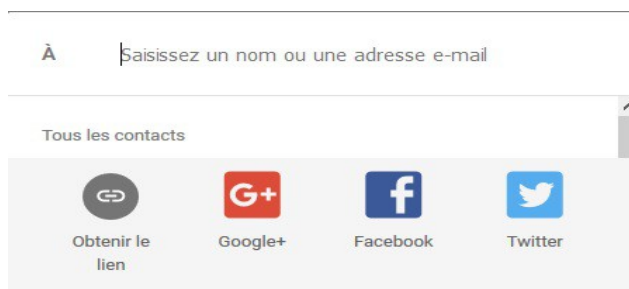 À Saisissez un nom ou une adresse e-mail
Tous les contacts
G+ f
Obtenir le Google+ Facebook Twitter
lien